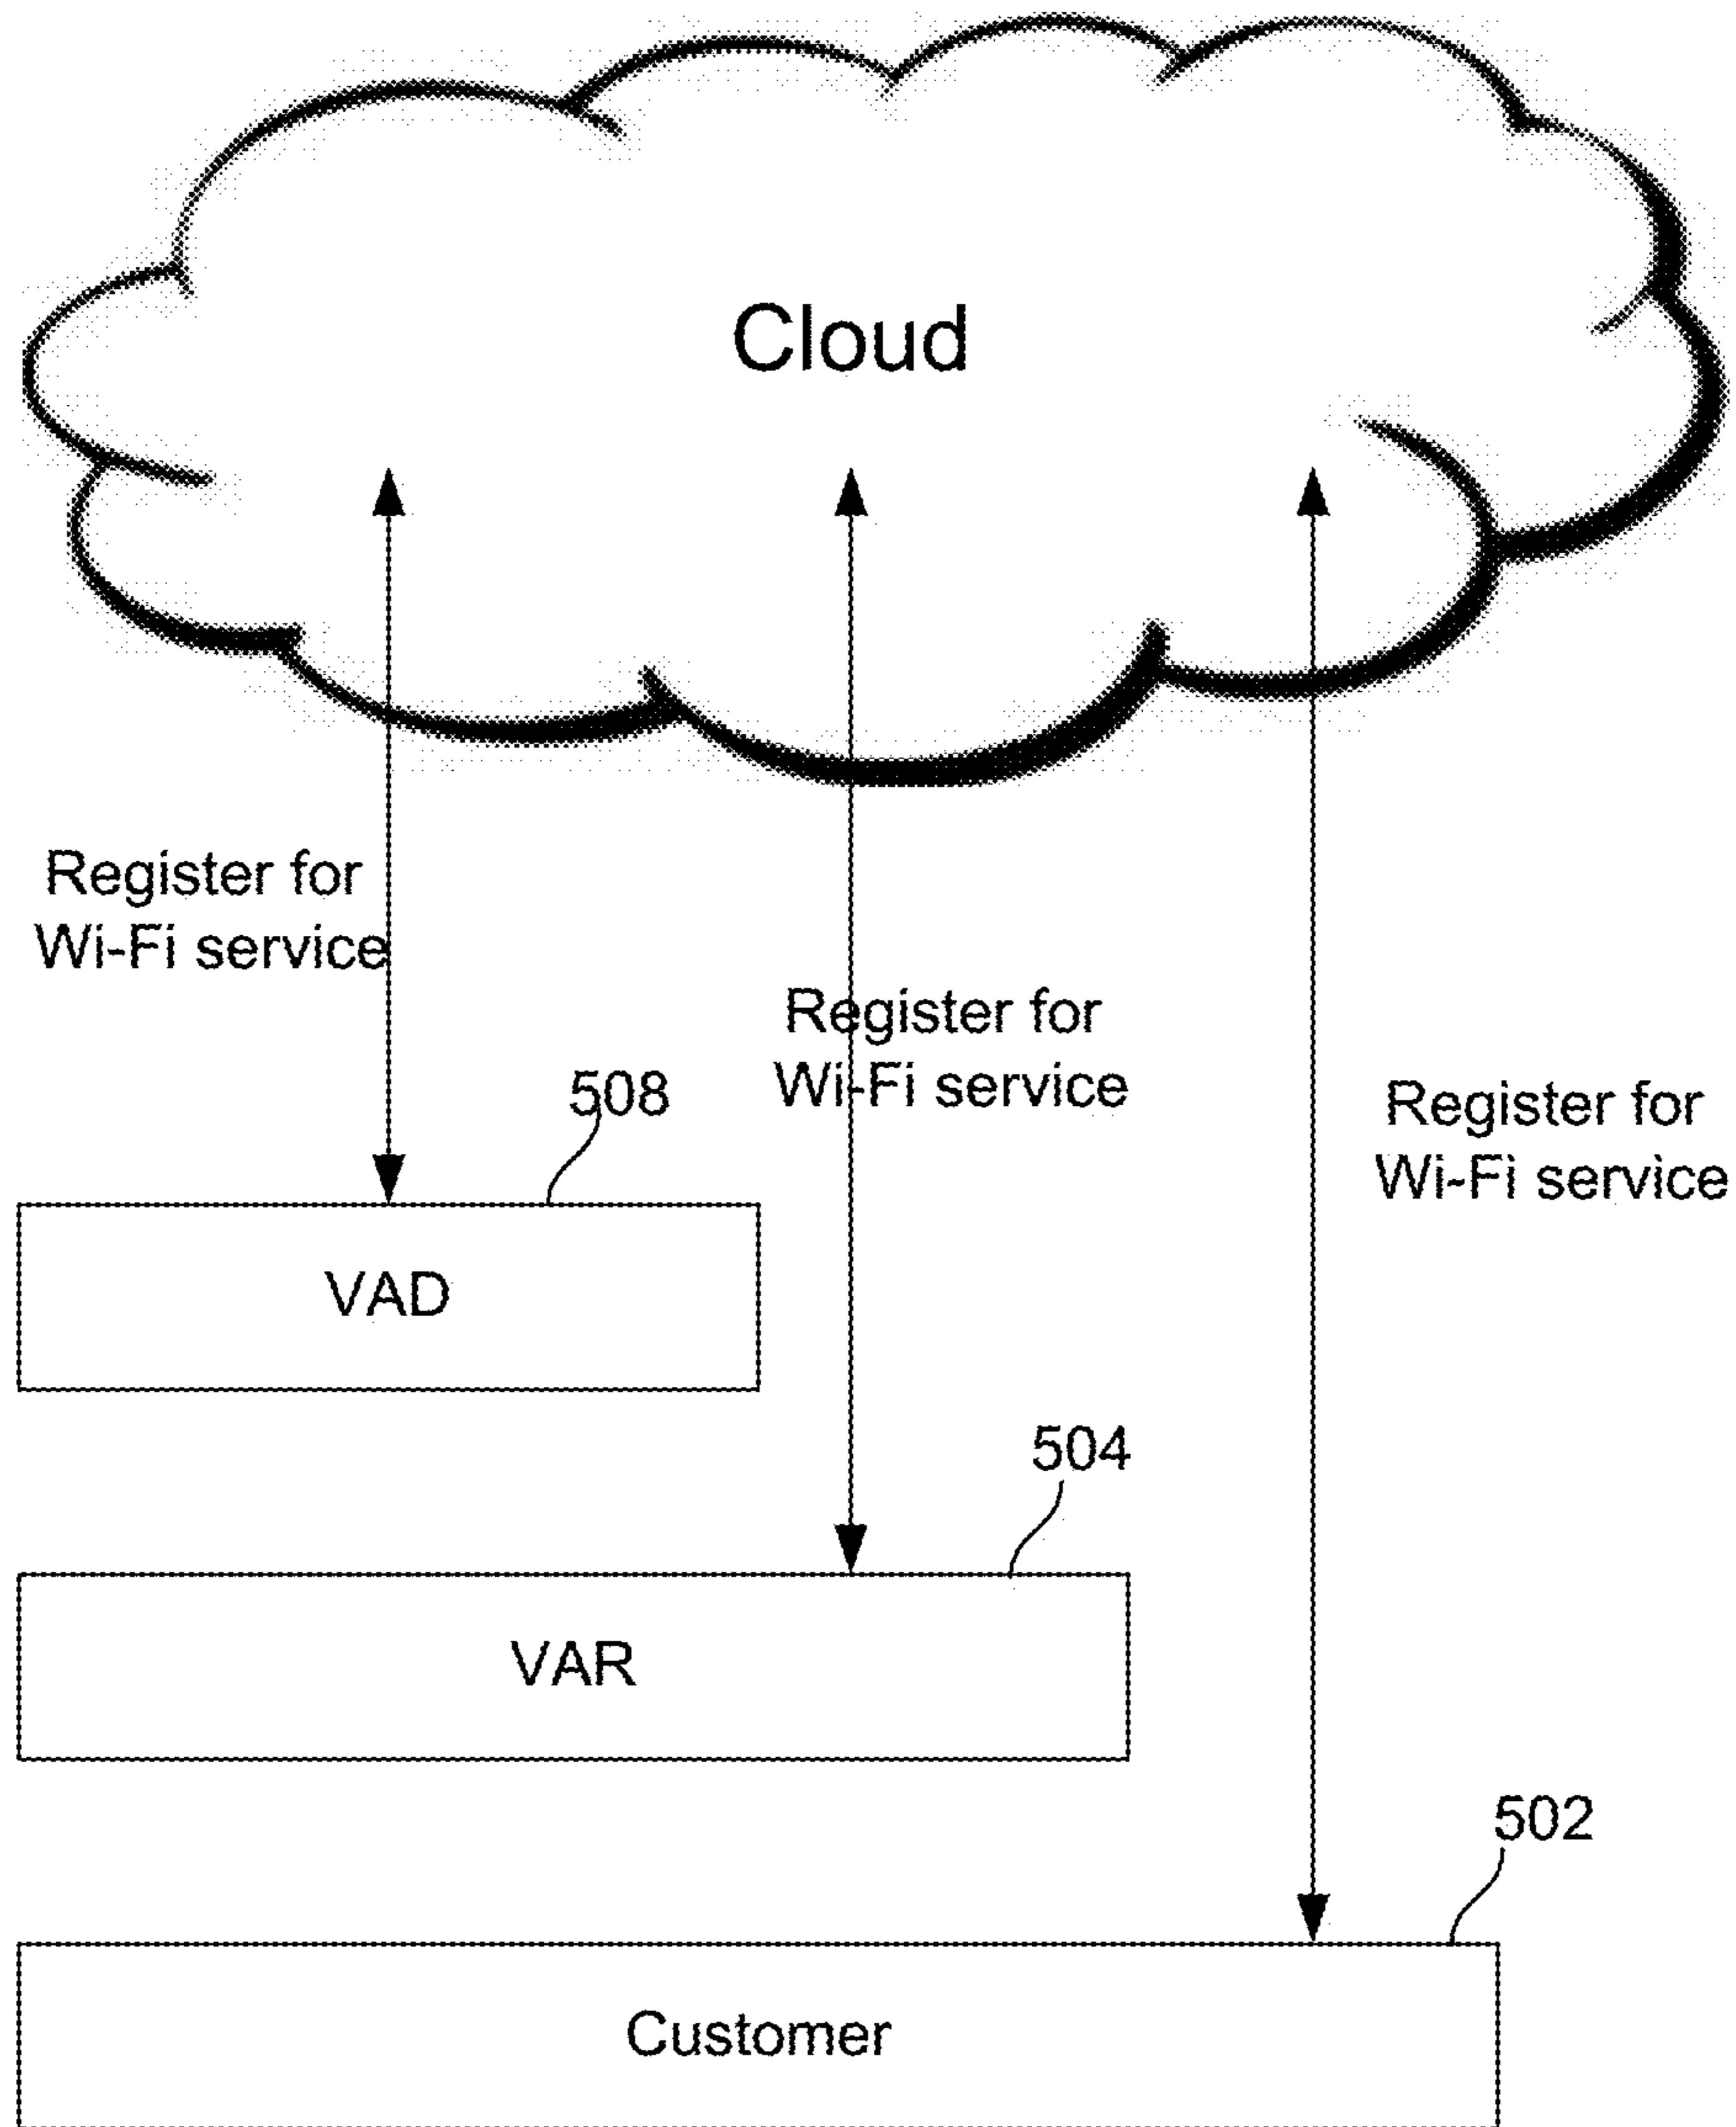 Cloud
Register for
Wi-Fi service
Register for
Wi-Fi service
508
Register for
Wi-Fi service
VAD
504
VAR
502
Customer